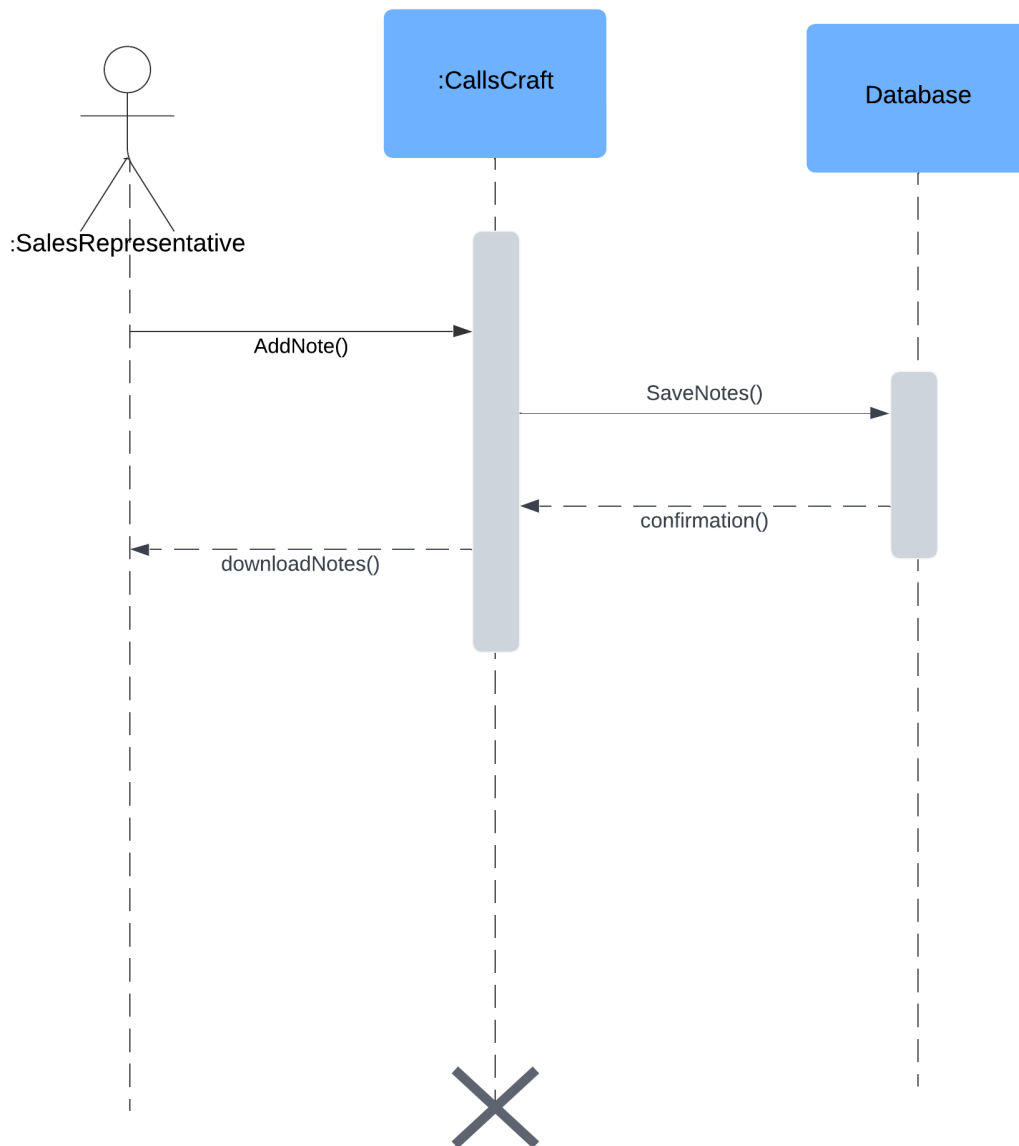 :CallsCraft
Database
:SalesRepresentative
AddNote()
SaveNotes()
confirmation()
downloadNotes()